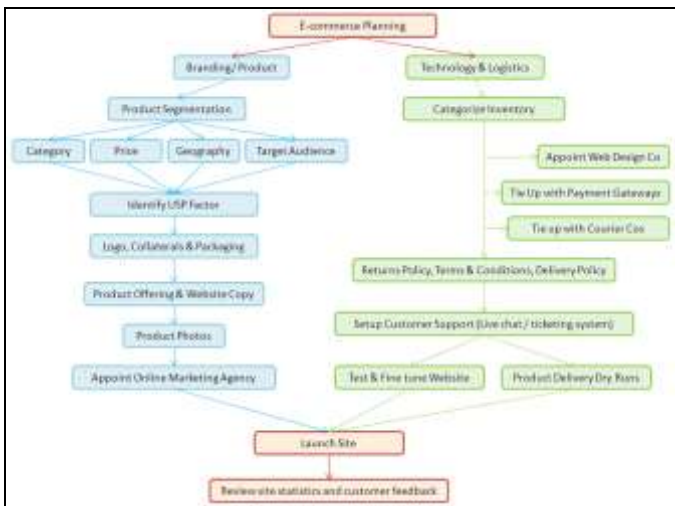 E-commerce Planning
Branding/ Product
Technology & Logistics
Product Segmentation
Categorize Inventory
Category
Price
Geography
Target Audience
Appoint Web Design Co
Tie Up with Payment Gateways
Tie up with Courier Cos
Identify USP Factor
Logo, Collaterals & Packaging
Returns Policy, Terms & Conditions, Delivery Policy
Product Offering & Website Copy
Setup Customer Support (Live chat / ticketing system)
Product Photos
Appoint Online Marketing Agency
Test & Fine tune Website
Product Delivery Dry Runs
Launch Site
Review site statistics and customer feedback